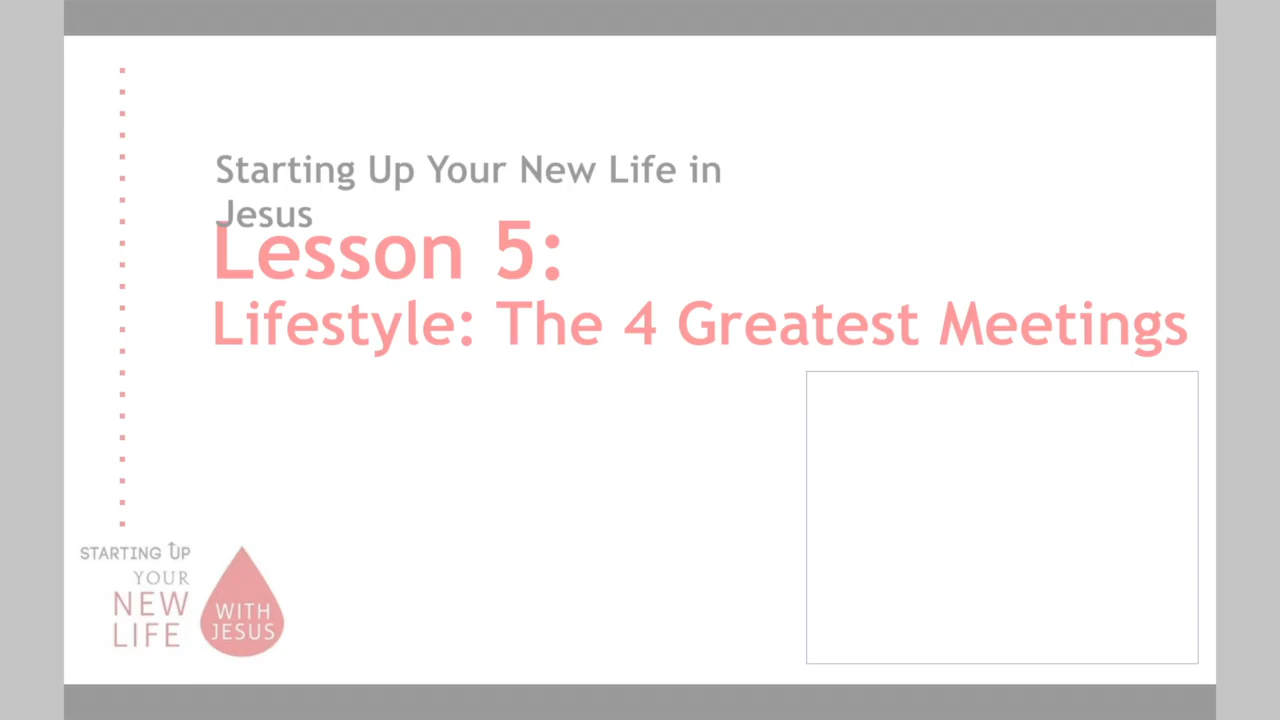 Starting Up Your New Life in
Jesus
Lesson 5:
Lifestyle: The 4 Greatest Meetings
STARTING UP
YOUR
NEW
LIFE
WITH
JESUS